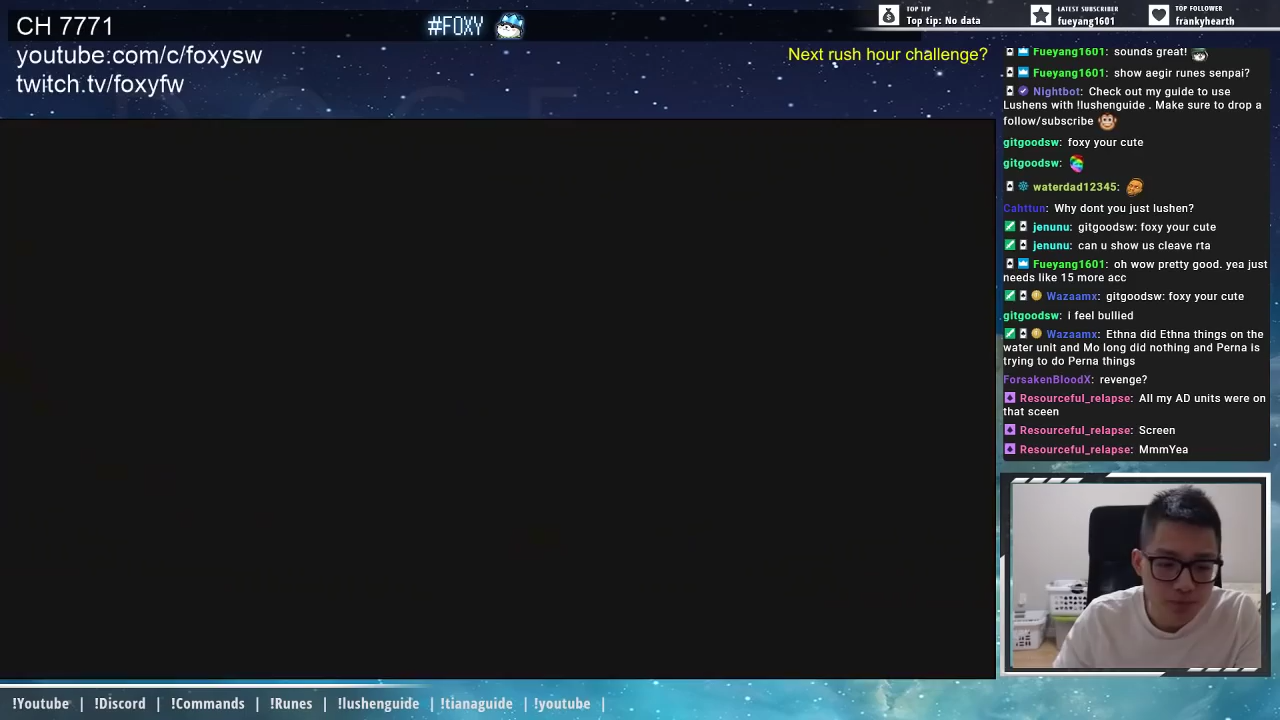 CH 7771
#FOXY
TOP TIP
Top tip: No data
LATEST SUBSCRIBER
fueyang1601
TOP FOLLOWER
frankyhearth
youtube.com/c/foxysw
twitch.tv/foxyfw
Next rush hour challenge?
Fueyang1601: sounds great!
Fueyang1601: show aegir runes senpai?
Nightbot: Check out my guide to use
Lushens with !lushenguide . Make sure to drop a
follow/subscribe
gitgoodsw: foxy your cute
gitgoodsw:
waterdad12345:
Cahttun: Why dont you just lushen?
jenunu: gitgoodsw: foxy your cute
jenunu: can u show us cleave rta
Fueyang1601: oh wow pretty good. yea just
needs like 15 more acc
Wazaamx: gitgoodsw: foxy your cute
gitgoodsw: i feel bullied
Wazaamx: Ethna did Ethna things on the
water unit and Mo long did nothing and Perna is
trying to do Perna things
ForsakenBloodX: revenge?
Resourceful_relapse: All my AD units were on
that sceen
Resourceful_relapse: Screen
Resourceful_relapse: MmmYea
!Youtube | !Discord | !Commands | !Runes | !lushenguide | !tianaguide | !youtube |